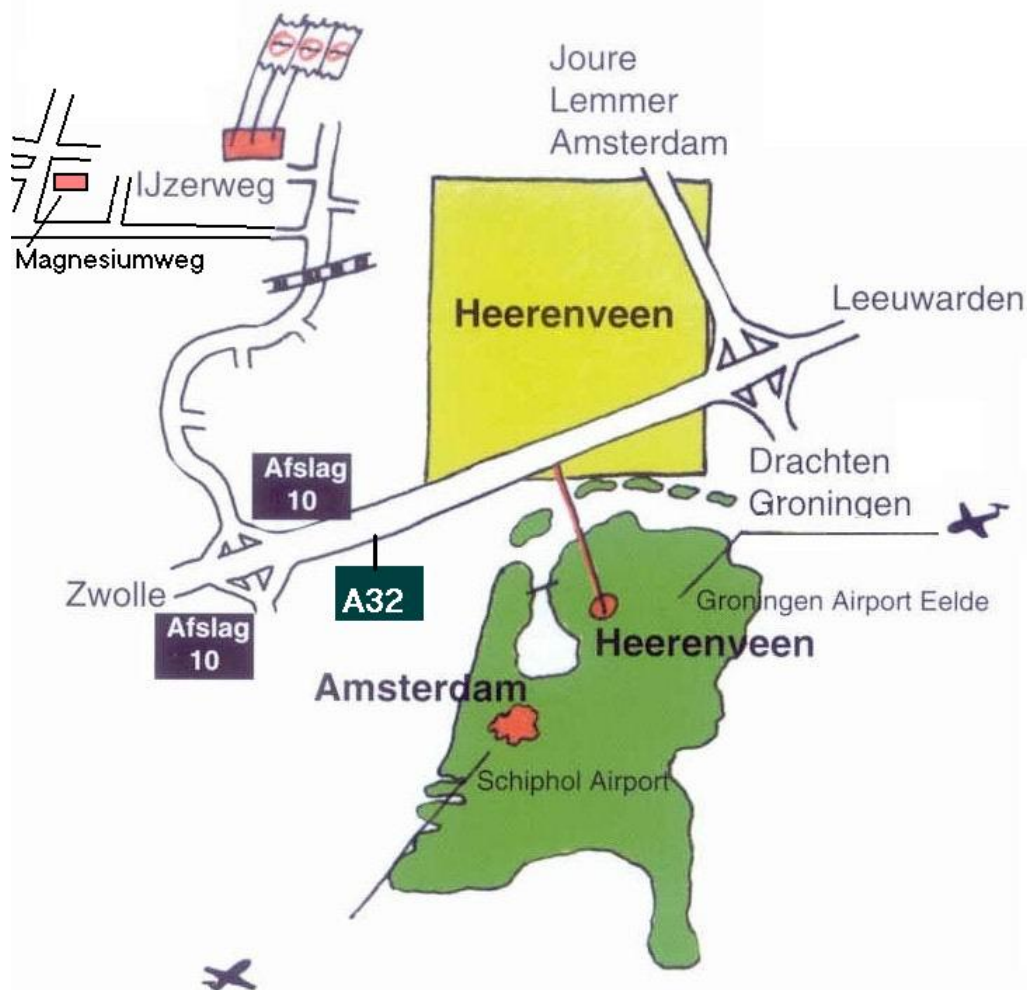 Joure
Lemmer
Amsterdam
IJzerweg
Magnesiumweg
Heerenveen
Leeuwarden
Afslag
10
Drachten
Groningen
Zwolle
A32
Afslag
10
Groningen Airport Eelde
Heerenveen
Amsterdam
Schiphol Airport